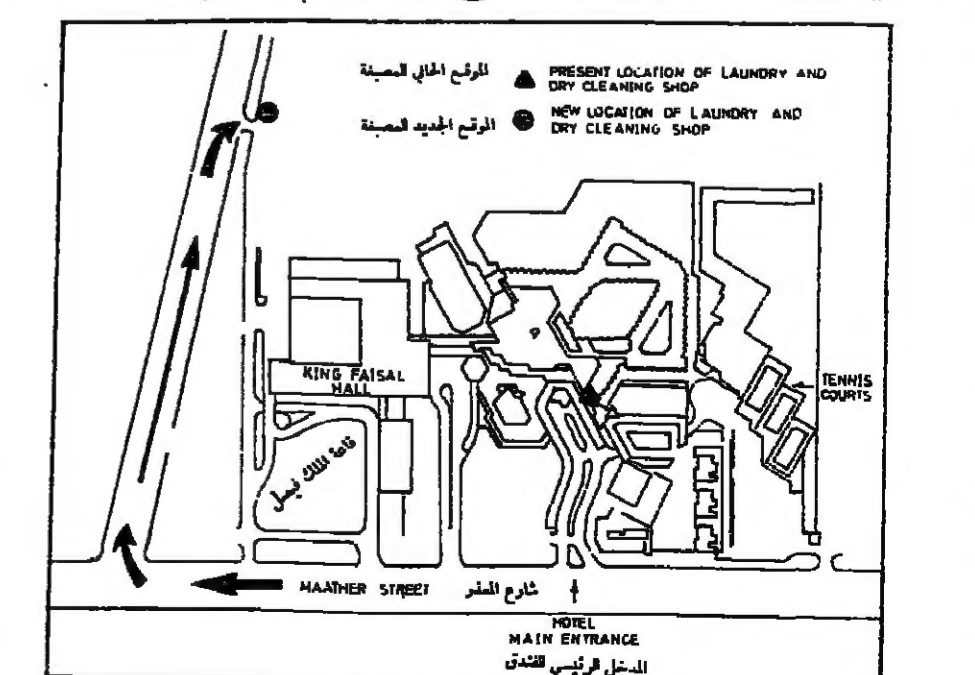 الموقع الحالي للمصبغة
PRESENT LOCATION OF LAUNDRY AND
DRY CLEANING SHOP
الموقع الجديد للمصبغة
NEW LOCATION OF LAUNDRY AND
DRY CLEANING SHOP
KING FAISAL
HALL
قاعة الملك فيصل
TENNIS
COURTS
MAATHER STREET
شارع المعذر
HOTEL
MAIN ENTRANCE
المدخل الرئيسي للفندق